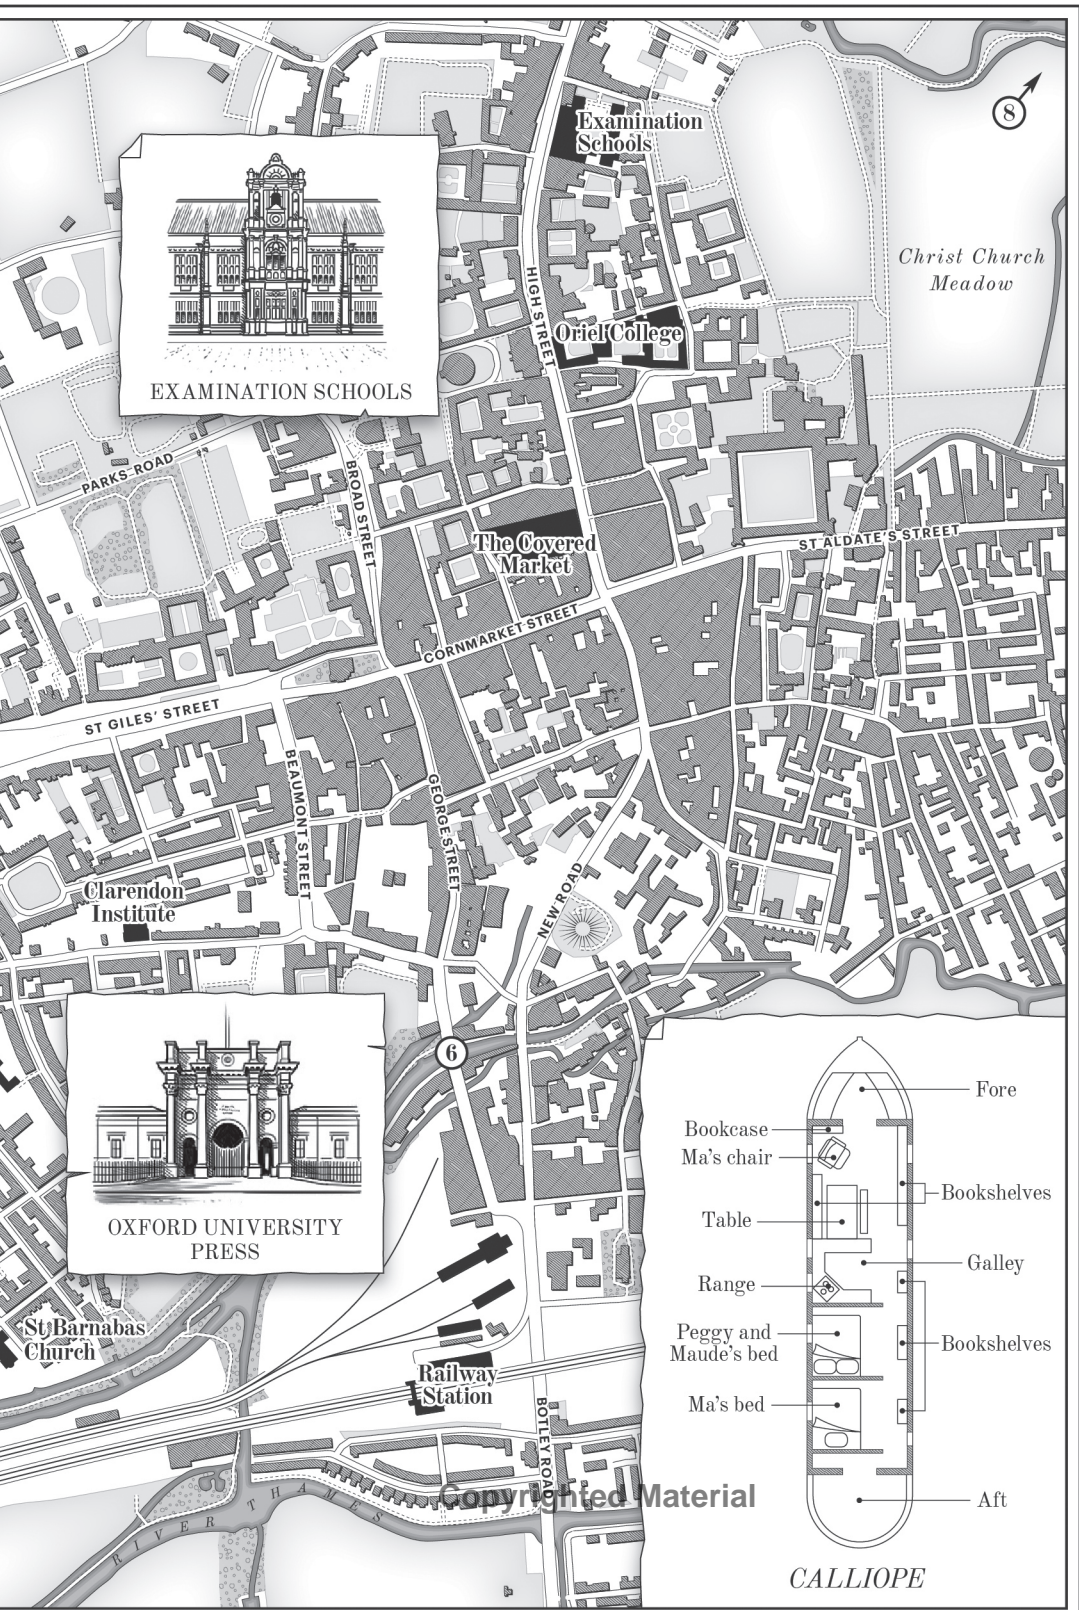 Examination
Schools
8
Christ Church
Meadow
HIGH STREET
Oriel College
EXAMINATION SCHOOLS
PARKS ROAD
BROAD STREET
The Covered
Market
ST ALDATE'S STREET
CORNMARKET STREET
ST GILES' STREET
BEAUMONT STREET
GEORGE STREET
NEW ROAD
Clarendon
Institute
6
OXFORD UNIVERSITY
PRESS
St Barnabas
Church
Railway
Station
BOTLEY ROAD
RIVER THAMES
Fore
Bookcase
Ma's chair
Bookshelves
Table
Galley
Range
Peggy and
Maude's bed
Bookshelves
Ma's bed
Aft
CALLIOPE
Copyrighted Material